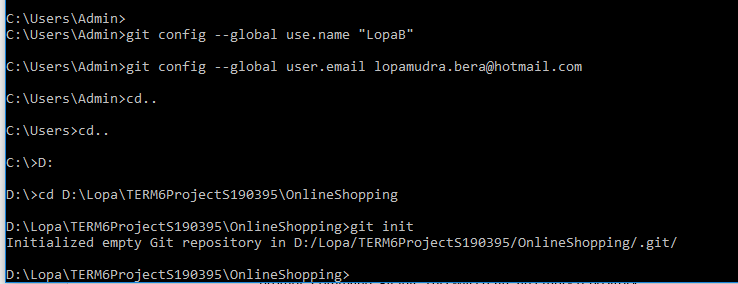 C:\Users\Admin>
C:\Users\Admin>git config --global use.name "LopaB"
C:\Users\Admin>git config --global user.email lopamudra.bera@hotmail.com
C:\Users\Admin>cd..
C:\Users>cd..
C:\>D:
D:\>cd D:\Lopa\TERM6ProjectS190395\OnlineShopping
D:\Lopa\TERM6ProjectS190395\OnlineShopping>git init
Initialized empty Git repository in D:/Lopa/TERM6ProjectS190395/OnlineShopping/.git/
D:\Lopa\TERM6ProjectS190395\OnlineShopping>